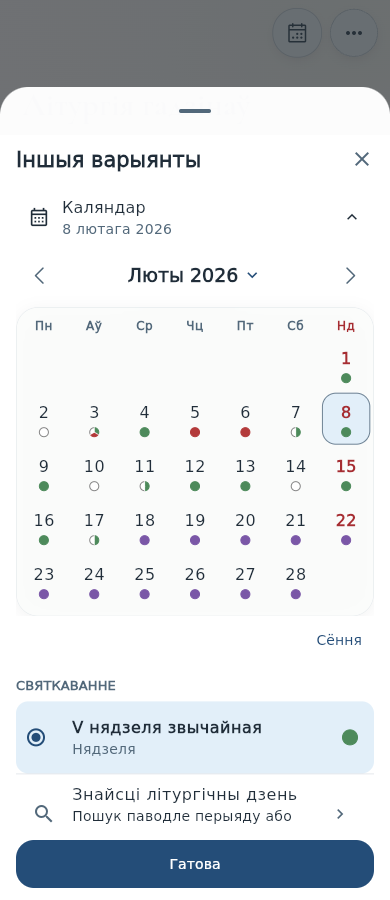 Іншыя варыянты
Каляндар
8 лютага 2026
Люты 2026
Пн Аў Ср Чц Пт Сб Нд
1
2 3 4 5 6 7 8
9 10 11 12 13 14 15
16 17 18 19 20 21 22
23 24 25 26 27 28
Сёння
СВЯТКАВАННЕ
V нядзеля звычайная
Нядзеля
Знайсці літургічны дзень
Пошук паводле перыяду або
Гатова